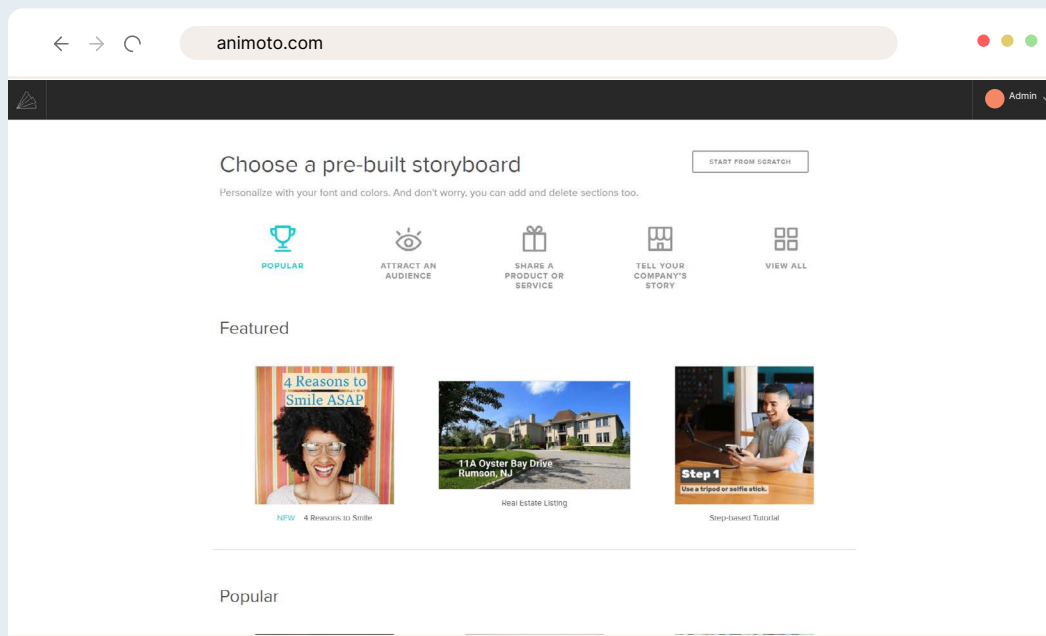 animoto.com
Admin
Choose a pre-built storyboard
START FROM SCRATCH
Personalize with your font and colors. And don't worry, you can add and delete sections too.
POPULAR
ATTRACT AN
AUDIENCE
SHARE A
PRODUCT OR
SERVICE
TELL YOUR
COMPANY'S
STORY
VIEW ALL
Featured
4 Reasons to
Smile ASAP
NEW 4 Reasons to Smile
11A Oyster Bay Drive
Rumson, NJ
Real Estate Listing
Step 1
Use a tripod or selfie stick.
Step-based Tutorial
Popular